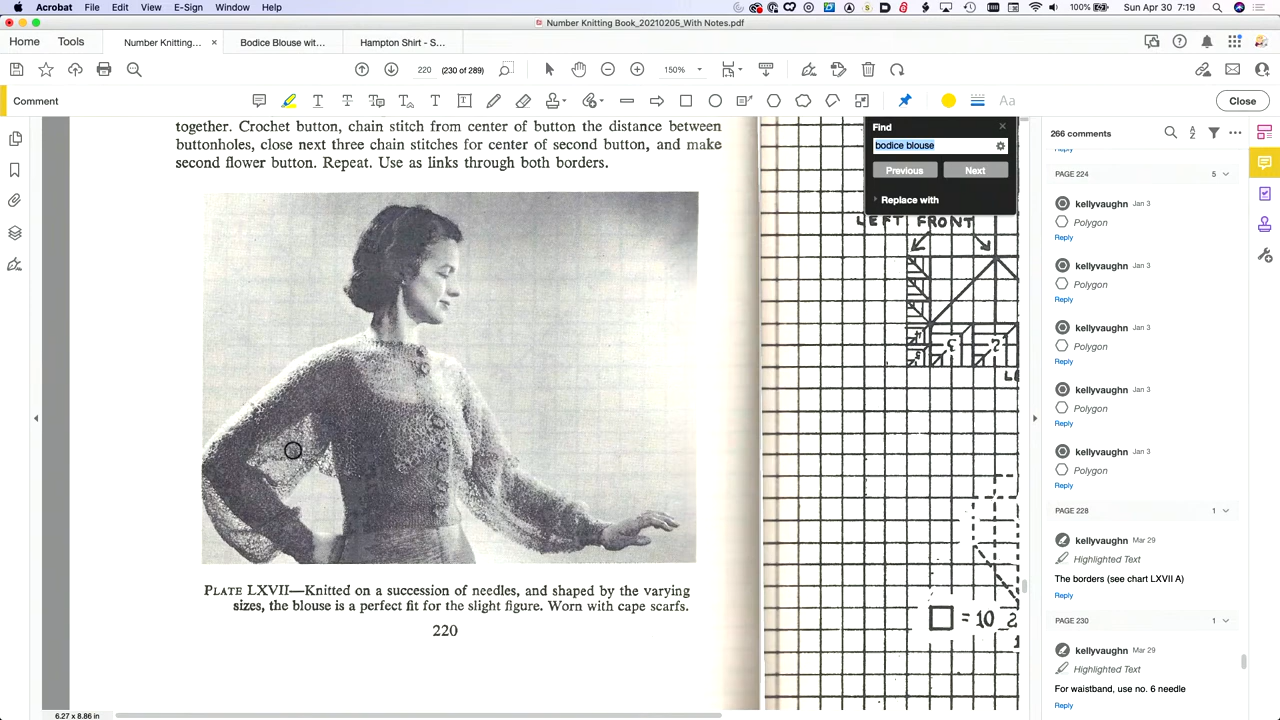 Acrobat File Edit View E-Sign Window Help
100% Sun Apr 30 7:19
Number Knitting Book_20210205_With Notes.pdf
Home Tools Number Knitting... × Bodice Blouse wit... Hampton Shirt - S...
220 (230 of 289) 150%
Comment
Close
together. Crochet button, chain stitch from center of button the distance between
buttonholes, close next three chain stitches for center of second button, and make
second flower button. Repeat. Use as links through both borders.
PLATE LXVII—Knitted on a succession of needles, and shaped by the varying
sizes, the blouse is a perfect fit for the slight figure. Worn with cape scarfs.
220
6.27 x 8.86 in
Find
bodice blouse
Previous Next
Replace with
LEFT FRONT
4
5
3
2
= 10
266 comments
Reply
PAGE 224 5
kellyvaughn Jan 3
Polygon
Reply
kellyvaughn Jan 3
Polygon
Reply
kellyvaughn Jan 3
Polygon
Reply
kellyvaughn Jan 3
Polygon
Reply
kellyvaughn Jan 3
Polygon
Reply
PAGE 228 1
kellyvaughn Mar 29
Highlighted Text
The borders (see chart LXVII A)
Reply
PAGE 230 1
kellyvaughn Mar 29
Highlighted Text
For waistband, use no. 6 needle
Reply